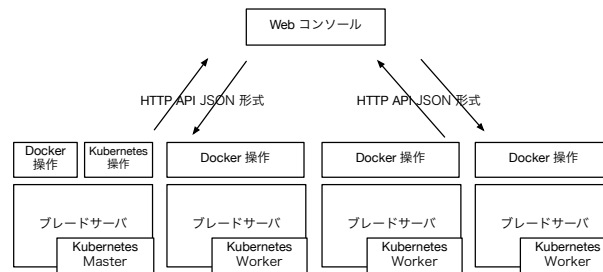 Web コンソール
HTTP API JSON 形式
HTTP API JSON 形式
Docker
操作
Kubernetes
操作
Docker 操作
Docker 操作
Docker 操作
ブレードサーバ
ブレードサーバ
ブレードサーバ
ブレードサーバ
Kubernetes
Master
Kubernetes
Worker
Kubernetes
Worker
Kubernetes
Worker